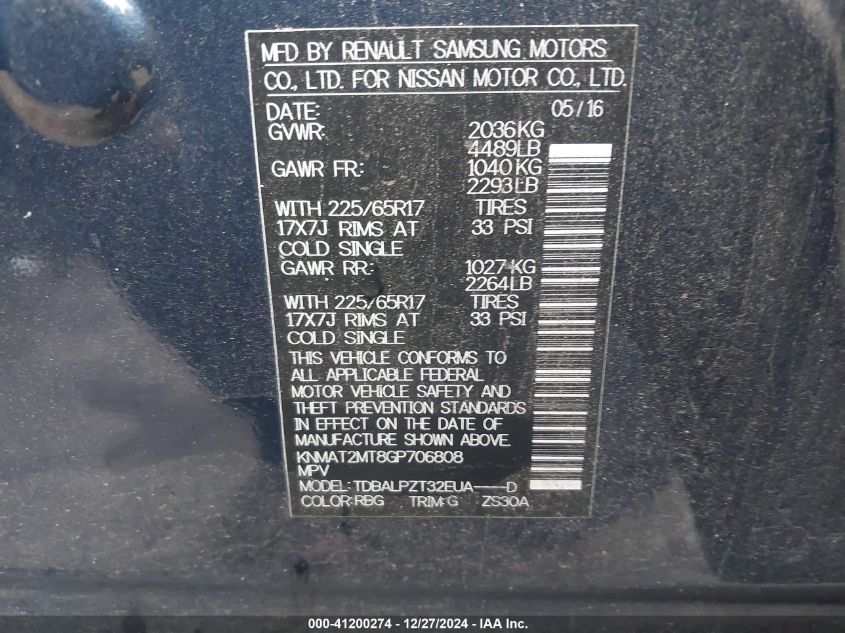 MFD BY RENAULT SAMSUNG MOTORS
CO., LTD. FOR NISSAN MOTOR CO., LTD.
DATE: 05/16
GVWR: 2036KG
4489LB
GAWR FR: 1040KG
2293LB
WITH 225/65R17 TIRES
17X7J RIMS AT 33 PSI
COLD SINGLE
GAWR RR: 1027KG
2264LB
WITH 225/65R17 TIRES
17X7J RIMS AT 33 PSI
COLD SINGLE
THIS VEHICLE CONFORMS TO
ALL APPLICABLE FEDERAL
MOTOR VEHICLE SAFETY AND
THEFT PREVENTION STANDARDS
IN EFFECT ON THE DATE OF
MANUFACT SHOWN ABOVE.
KNMAT2MT8GP706808
MPV
MODEL: TDBALPZT32EUA----D
COLOR:RBG TRIM:G ZS30A
000-41200274 - 12/27/2024 - IAA Inc.